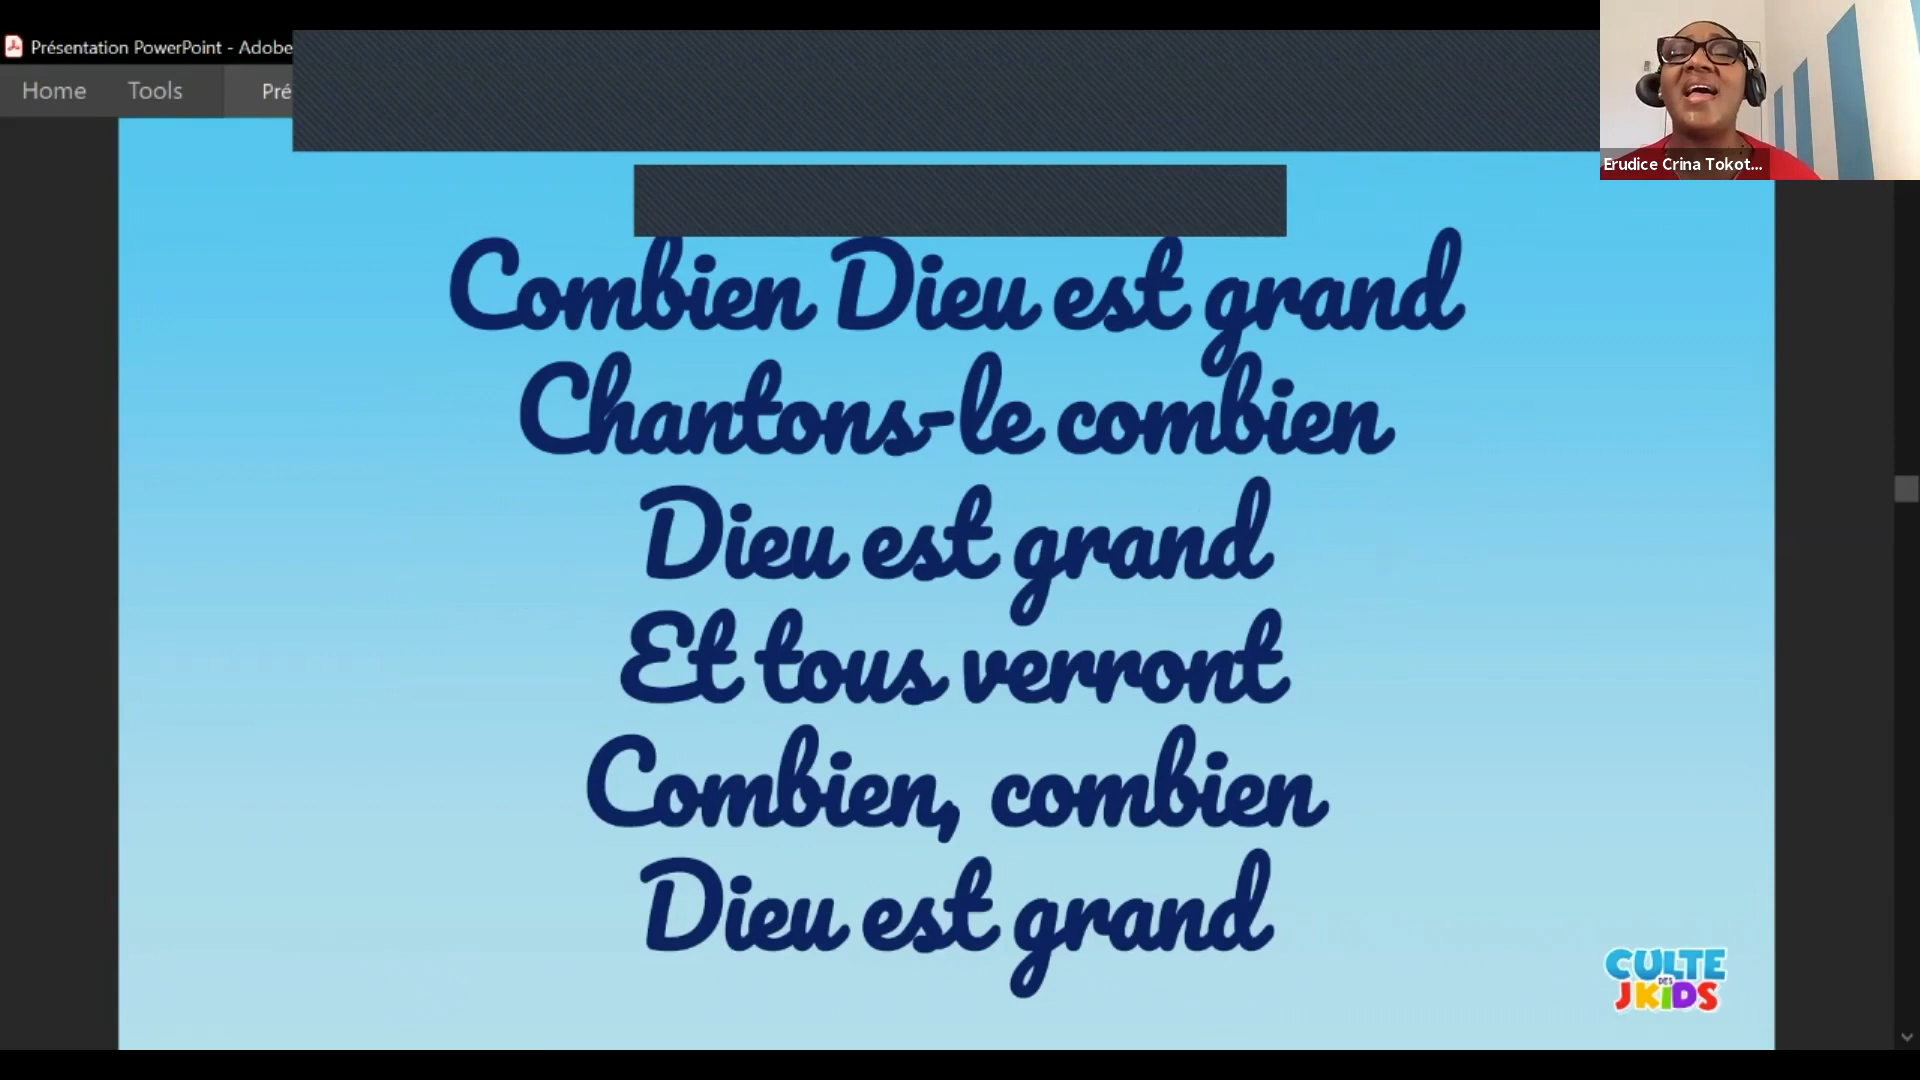 Présentation PowerPoint - Adobe
Home Tools Pré
Erudice Crina Tokot...
Combien Dieu est grand
Chantons-le combien
Dieu est grand
Et tous verront
Combien, combien
Dieu est grand
CULTE
DES
JKIDS